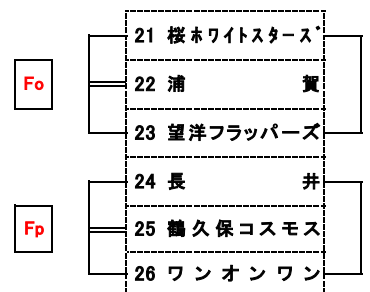 21 桜ホワイトスターズ
Fo
22 浦賀
23 望洋フラッパーズ
24 長井
Fp
25 鶴久保コスモス
26 ワンオンワン